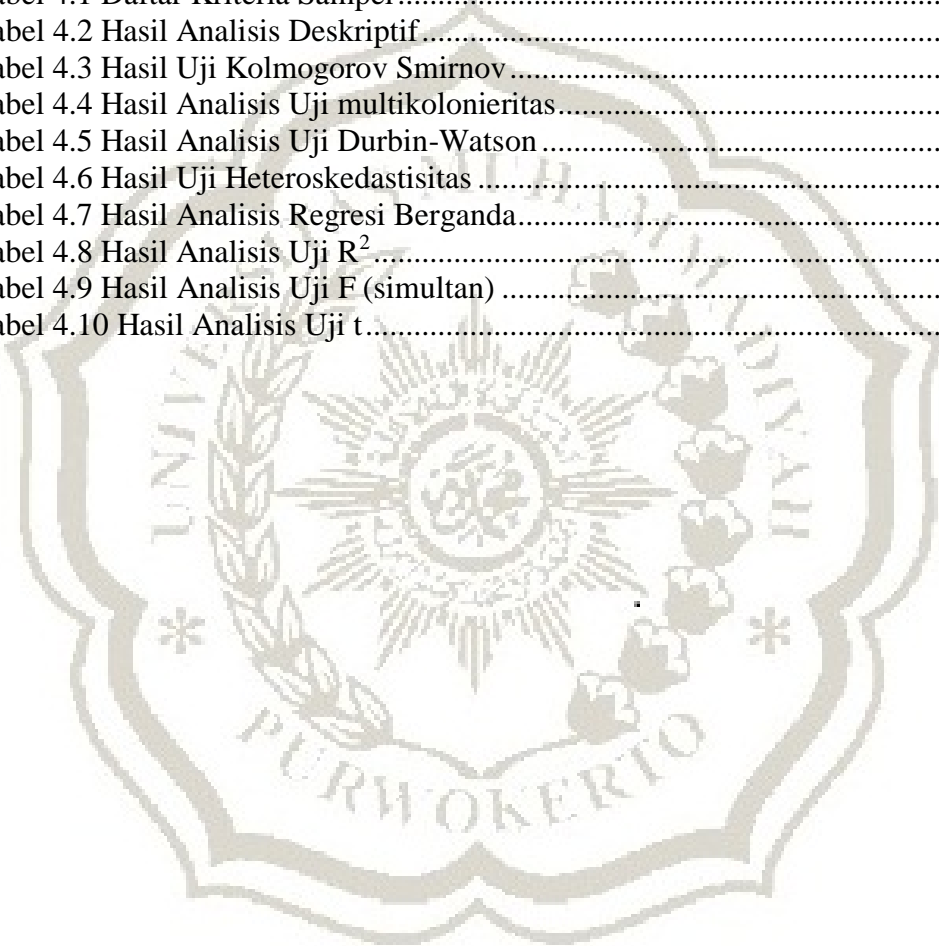 abel 4.1 Daftar Kriteria Sampel......................................................................
abel 4.2 Hasil Analisis Deskriptif...................................................................
abel 4.3 Hasil Uji Kolmogorov Smirnov.......................................................
abel 4.4 Hasil Analisis Uji multikolonieritas.................................................
abel 4.5 Hasil Analisis Uji Durbin-Watson...................................................
abel 4.6 Hasil Uji Heteroskedastisitas...........................................................
abel 4.7 Hasil Analisis Regresi Berganda......................................................
abel 4.8 Hasil Analisis Uji R²........................................................................
abel 4.9 Hasil Analisis Uji F (simultan)........................................................
abel 4.10 Hasil Analisis Uji t.........................................................................
UNIVERSITAS MUHAMMADIYAH
PURWOKERTO